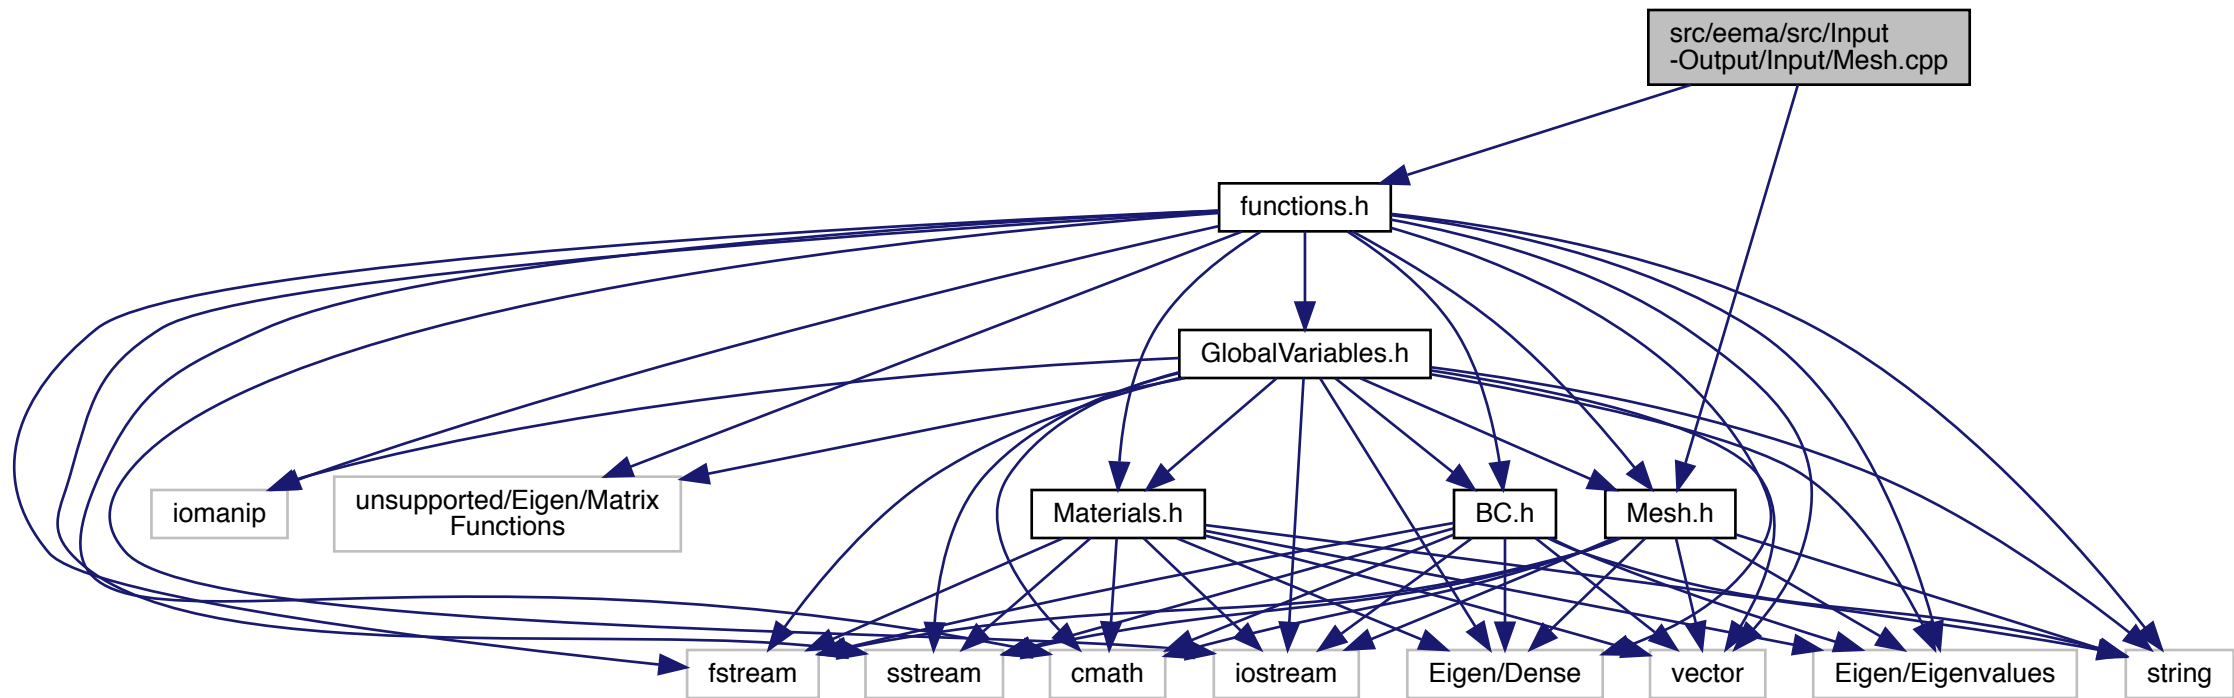 src/eema/src/Input
-Output/Input/Mesh.cpp
functions.h
GlobalVariables.h
iomanip
unsupported/Eigen/Matrix
Functions
Materials.h
BC.h
Mesh.h
fstream
sstream
cmath
iostream
Eigen/Dense
vector
Eigen/Eigenvalues
string